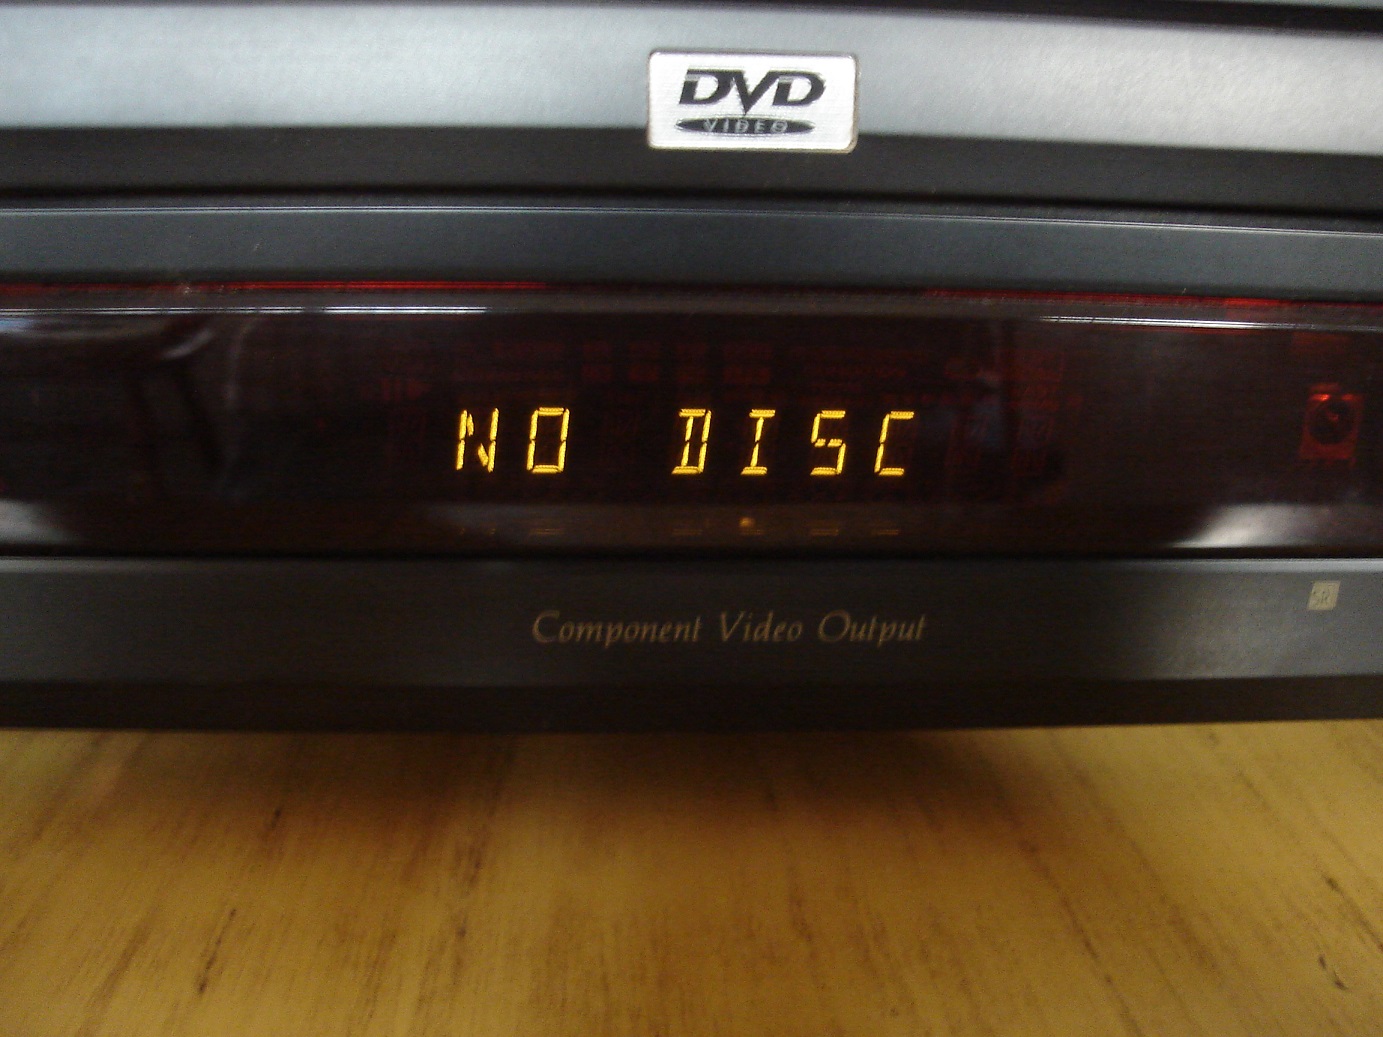 DVD
VIDEO
NO DISC
Component Video Output